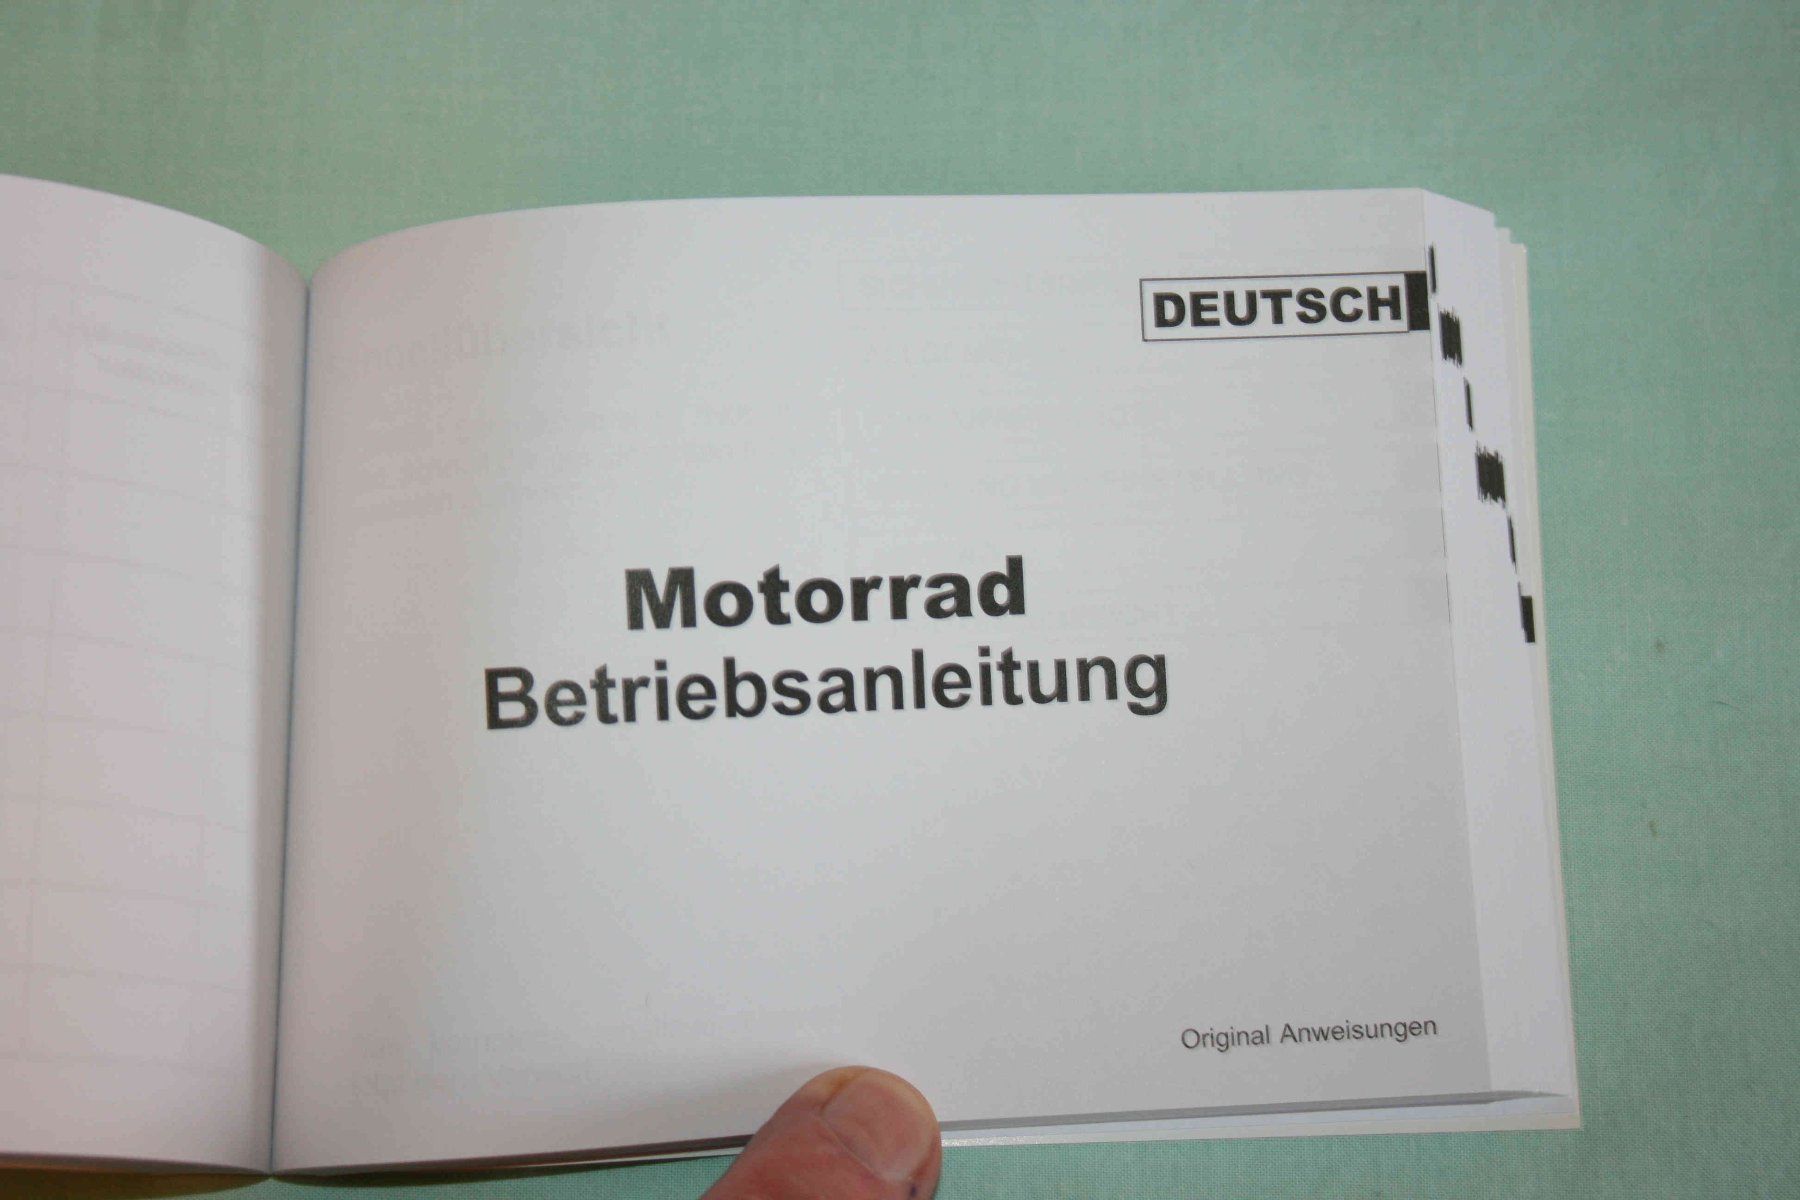 DEUTSCH
Motorrad
Betriebsanleitung
Original Anweisungen